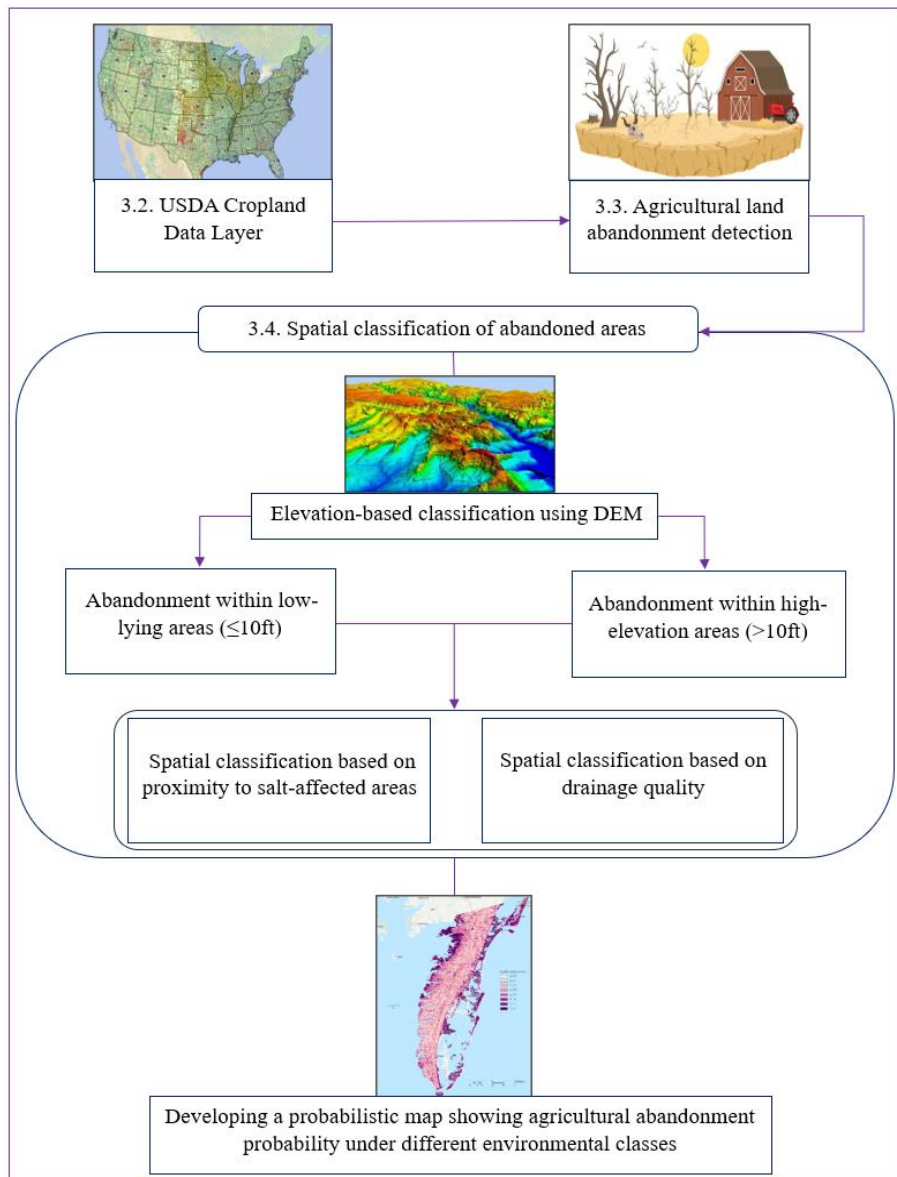 3.2. USDA Cropland
Data Layer
3.3. Agricultural land
abandonment detection
3.4. Spatial classification of abandoned areas
Elevation-based classification using DEM
Abandonment within low-
lying areas (≤10ft)
Abandonment within high-
elevation areas (>10ft)
Spatial classification based on
proximity to salt-affected areas
Spatial classification based on
drainage quality
Developing a probabilistic map showing agricultural abandonment
probability under different environmental classes